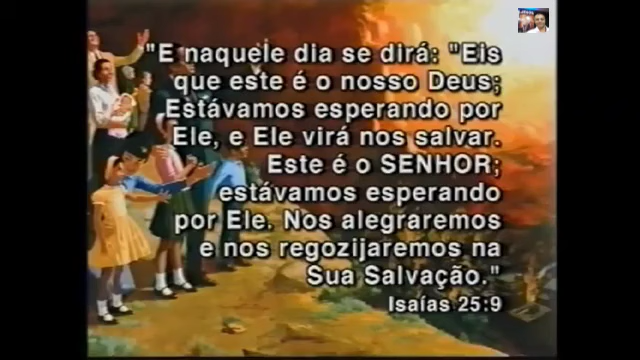 "E naquele dia se dirá: "Eis
que este é o nosso Deus;
Estávamos esperando por
Ele, e Ele virá nos salvar.
Este é o SENHOR;
estávamos esperando
por Ele. Nos alegraremos
e nos regozijaremos na
Sua Salvação."
Isaías 25:9